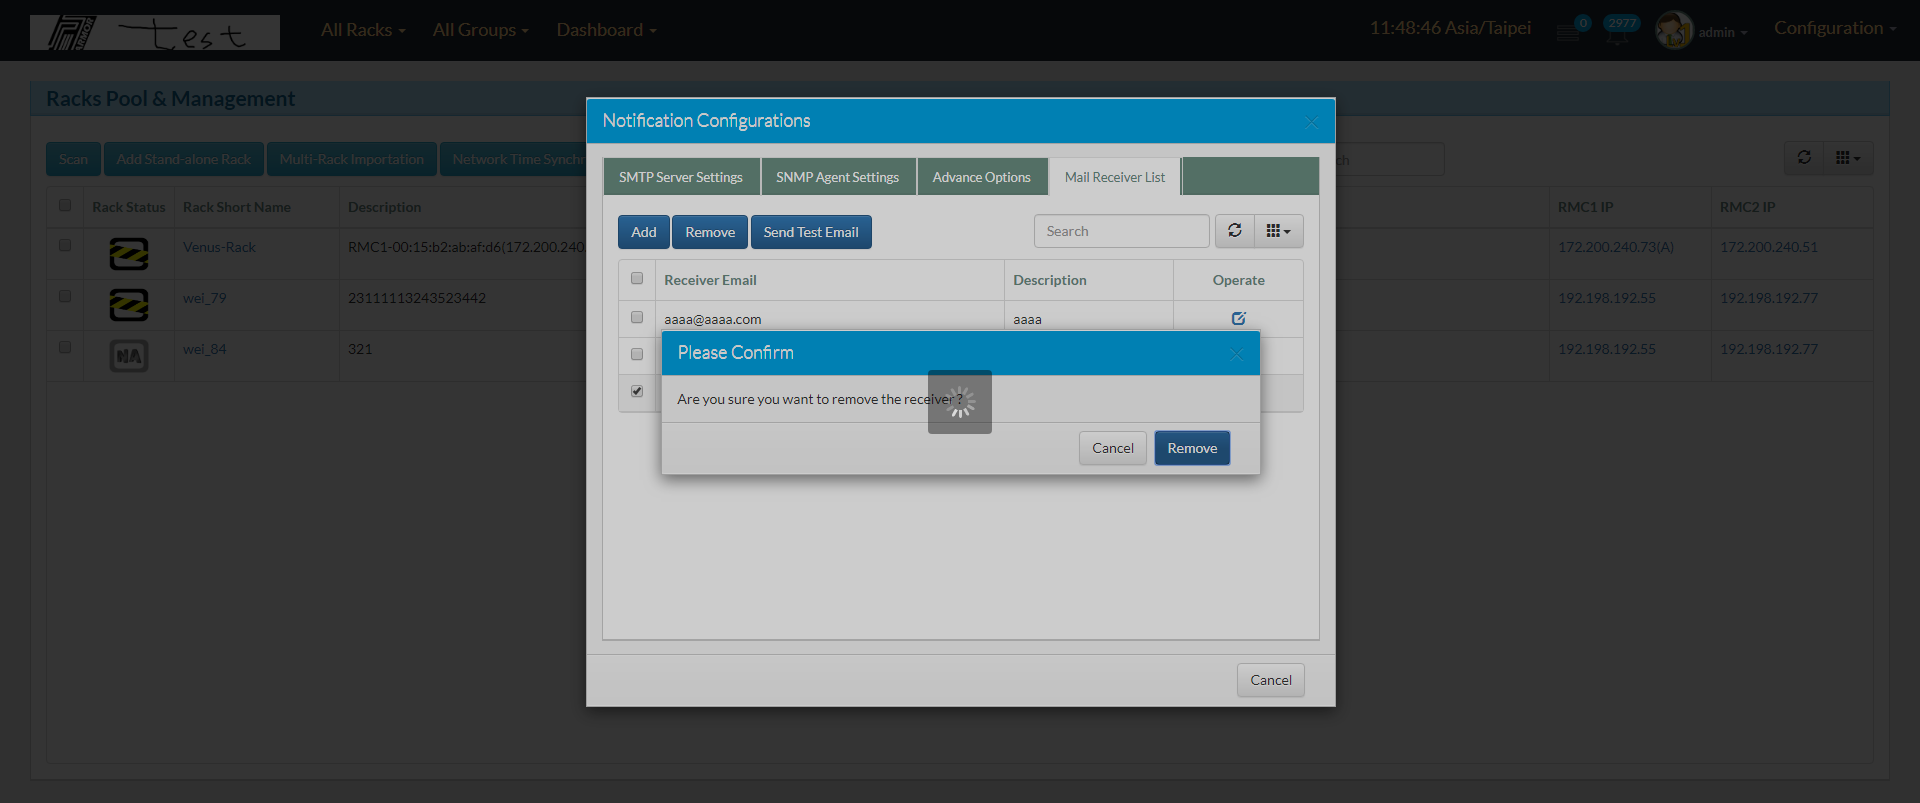 ARMOR test
All Racks All Groups Dashboard
11:48:46 Asia/Taipei 0 2977 admin Configuration
Racks Pool & Management
Scan Add Stand-alone Rack Multi-Rack Importation Network Time Synchr
Rack Status Rack Short Name Description RMC1 IP RMC2 IP
Venus-Rack RMC1-00:15:b2:ab:af:d6(172.200.240. 172.200.240.73(A) 172.200.240.51
wei_79 23111113243523442 192.198.192.55 192.198.192.77
NA wei_84 321 192.198.192.55 192.198.192.77
Notification Configurations
SMTP Server Settings SNMP Agent Settings Advance Options Mail Receiver List
Add Remove Send Test Email Search
Receiver Email Description Operate
aaaa@aaaa.com aaaa
Please Confirm
Are you sure you want to remove the receiver ?
Cancel Remove
Cancel